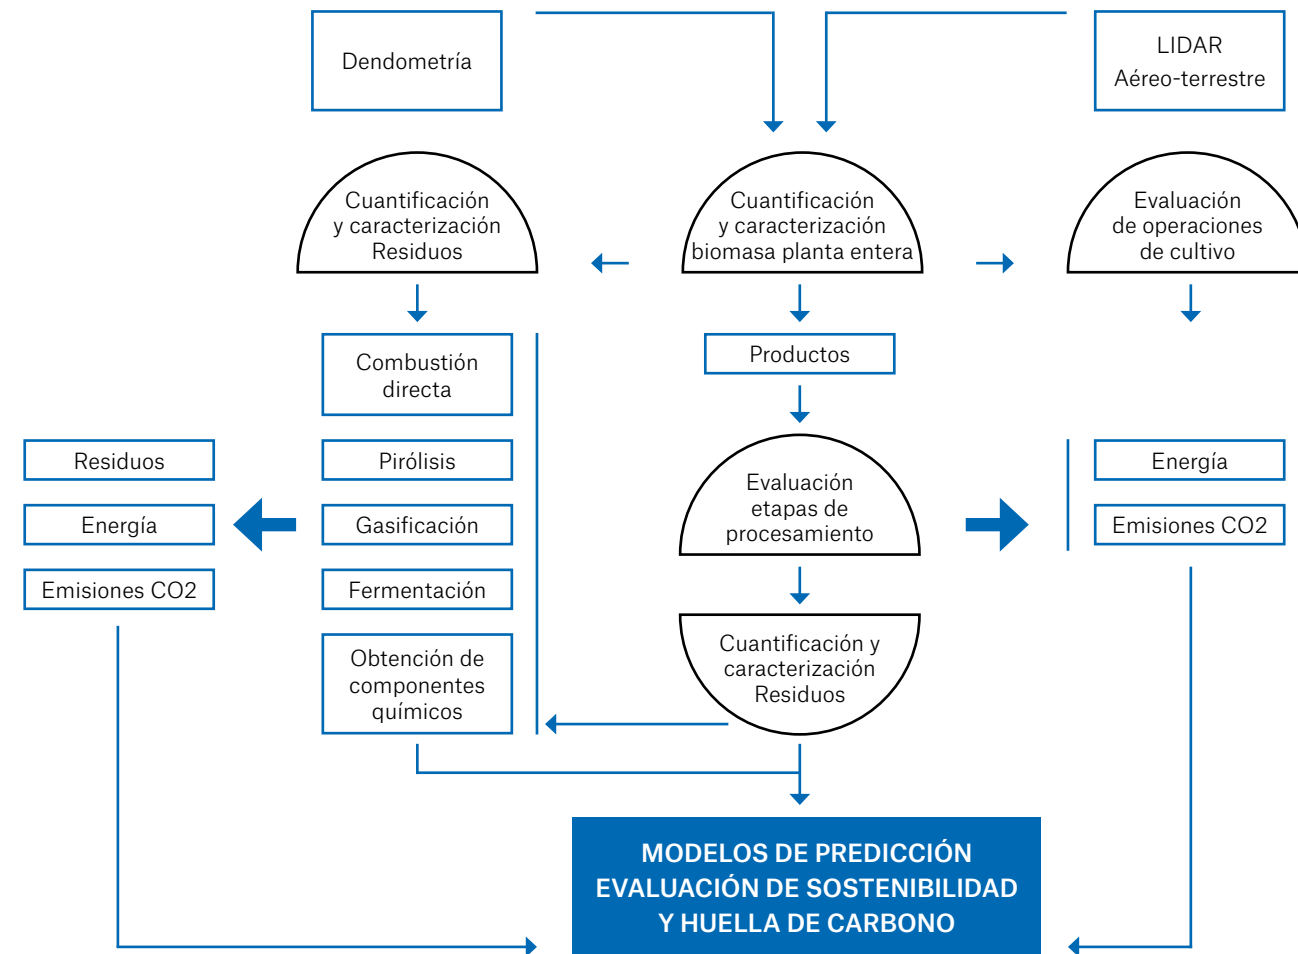 Dendometría
LIDAR
Aéreo-terrestre
Cuantificación
y caracterización
Residuos
Cuantificación
y caracterización
biomasa planta entera
Evaluación
de operaciones
de cultivo
Combustión
directa
Productos
Residuos
Pirólisis
Evaluación
etapas de
procesamiento
Energía
Energía
Gasificación
Emisiones CO2
Emisiones CO2
Fermentación
Obtención de
componentes
químicos
Cuantificación y
caracterización
Residuos
MODELOS DE PREDICCIÓN
EVALUACIÓN DE SOSTENIBILIDAD
Y HUELLA DE CARBONO